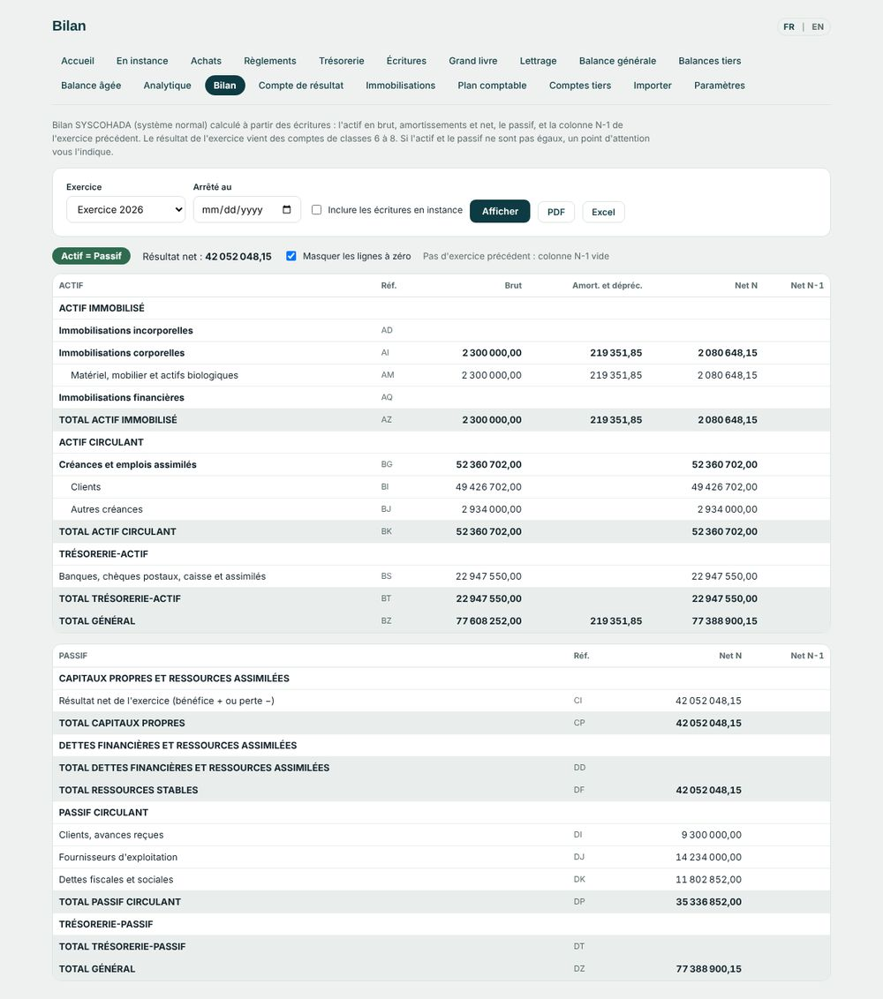 Bilan
FR | EN
Accueil En instance Achats Règlements Trésorerie Écritures Grand livre Lettrage Balance générale Balances tiers
Balance âgée Analytique Bilan Compte de résultat Immobilisations Plan comptable Comptes tiers Importer Paramètres
Bilan SYSCOHADA (système normal) calculé à partir des écritures : l'actif en brut, amortissements et net, le passif, et la colonne N-1 de
l'exercice précédent. Le résultat de l'exercice vient des comptes de classes 6 à 8. Si l'actif et le passif ne sont pas égaux, un point d'attention
vous l'indique.
Exercice Arrêté au
Exercice 2026 mm/dd/yyyy Inclure les écritures en instance Afficher PDF Excel
Actif = Passif Résultat net : 42 052 048,15 Masquer les lignes à zéro Pas d'exercice précédent : colonne N-1 vide
ACTIF Réf. Brut Amort. et dépréc. Net N Net N-1
ACTIF IMMOBILISÉ
Immobilisations incorporelles AD
Immobilisations corporelles AI 2 300 000,00 219 351,85 2 080 648,15
Matériel, mobilier et actifs biologiques AM 2 300 000,00 219 351,85 2 080 648,15
Immobilisations financières AQ
TOTAL ACTIF IMMOBILISÉ AZ 2 300 000,00 219 351,85 2 080 648,15
ACTIF CIRCULANT
Créances et emplois assimilés BG 52 360 702,00 52 360 702,00
Clients BI 49 426 702,00 49 426 702,00
Autres créances BJ 2 934 000,00 2 934 000,00
TOTAL ACTIF CIRCULANT BK 52 360 702,00 52 360 702,00
TRÉSORERIE-ACTIF
Banques, chèques postaux, caisse et assimilés BS 22 947 550,00 22 947 550,00
TOTAL TRÉSORERIE-ACTIF BT 22 947 550,00 22 947 550,00
TOTAL GÉNÉRAL BZ 77 608 252,00 219 351,85 77 388 900,15
PASSIF Réf. Net N Net N-1
CAPITAUX PROPRES ET RESSOURCES ASSIMILÉES
Résultat net de l'exercice (bénéfice + ou perte −) CI 42 052 048,15
TOTAL CAPITAUX PROPRES CP 42 052 048,15
DETTES FINANCIÈRES ET RESSOURCES ASSIMILÉES
TOTAL DETTES FINANCIÈRES ET RESSOURCES ASSIMILÉES DD
TOTAL RESSOURCES STABLES DF 42 052 048,15
PASSIF CIRCULANT
Clients, avances reçues DI 9 300 000,00
Fournisseurs d'exploitation DJ 14 234 000,00
Dettes fiscales et sociales DK 11 802 852,00
TOTAL PASSIF CIRCULANT DP 35 336 852,00
TRÉSORERIE-PASSIF
TOTAL TRÉSORERIE-PASSIF DT
TOTAL GÉNÉRAL DZ 77 388 900,15